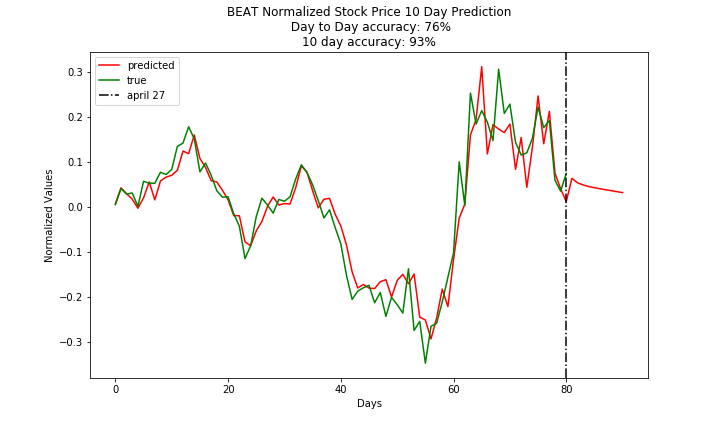 BEAT Normalized Stock Price 10 Day Prediction
Day to Day accuracy: 76%
10 day accuracy: 93%
predicted
true
april 27
Normalized Values
0.3
0.2
0.1
0.0
−0.1
−0.2
−0.3
0 20 40 60 80
Days